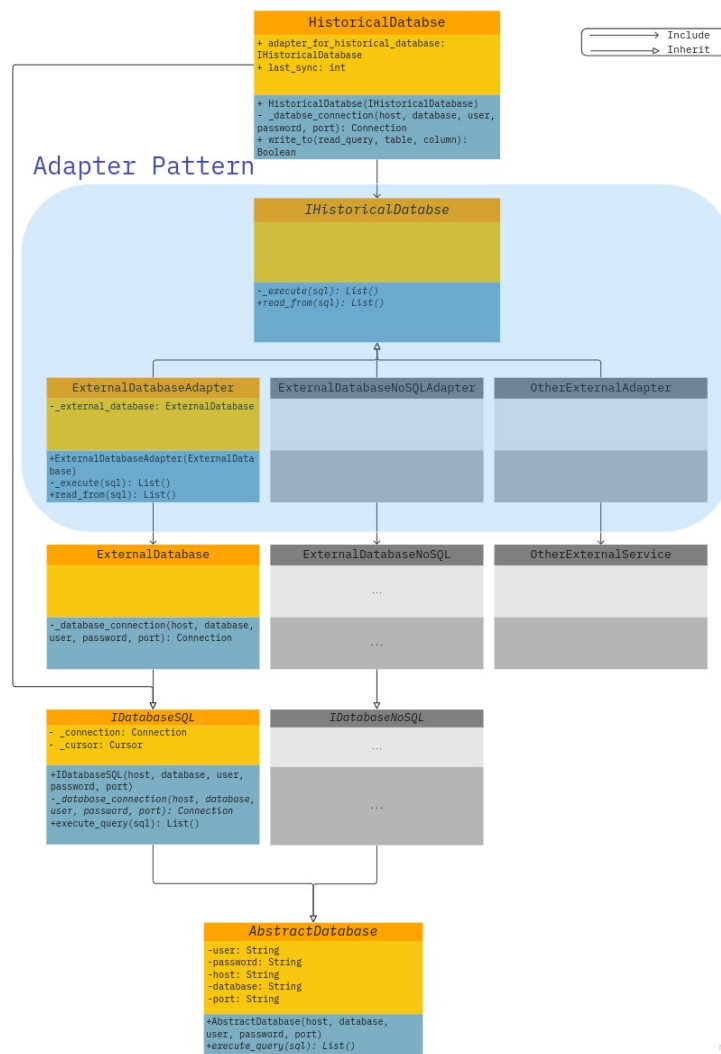 HistoricalDatabse
+ adapter_for_historical_database:
IHistoricalDatabase
+ last_sync: int
+ HistoricalDatabse(IHistoricalDatabase)
- _databse_connection(host, database, user,
password, port): Connection
+ write_to(read_query, table, column):
Boolean
Include
Inherit
Adapter Pattern
IHistoricalDatabse
-_execute(sql): List()
+read_from(sql): List()
ExternalDatabaseAdapter
-_external_database: ExternalDatabase
+ExternalDatabaseAdapter(ExternalData
base)
-_execute(sql): List()
+read_from(sql): List()
ExternalDatabaseNoSQLAdapter
OtherExternalAdapter
ExternalDatabase
-_database_connection(host, database,
user, password, port): Connection
ExternalDatabaseNoSQL
...
...
OtherExternalService
IDatabaseSQL
- _connection: Connection
- _cursor: Cursor
+IDatabaseSQL(host, database, user,
password, port)
-_database_connection(host, database,
user, password, port): Connection
+execute_query(sql): List()
IDatabaseNoSQL
...
...
AbstractDatabase
-user: String
-password: String
-host: String
-database: String
-port: String
+AbstractDatabase(host, database,
user, password, port)
+execute_query(sql): List()